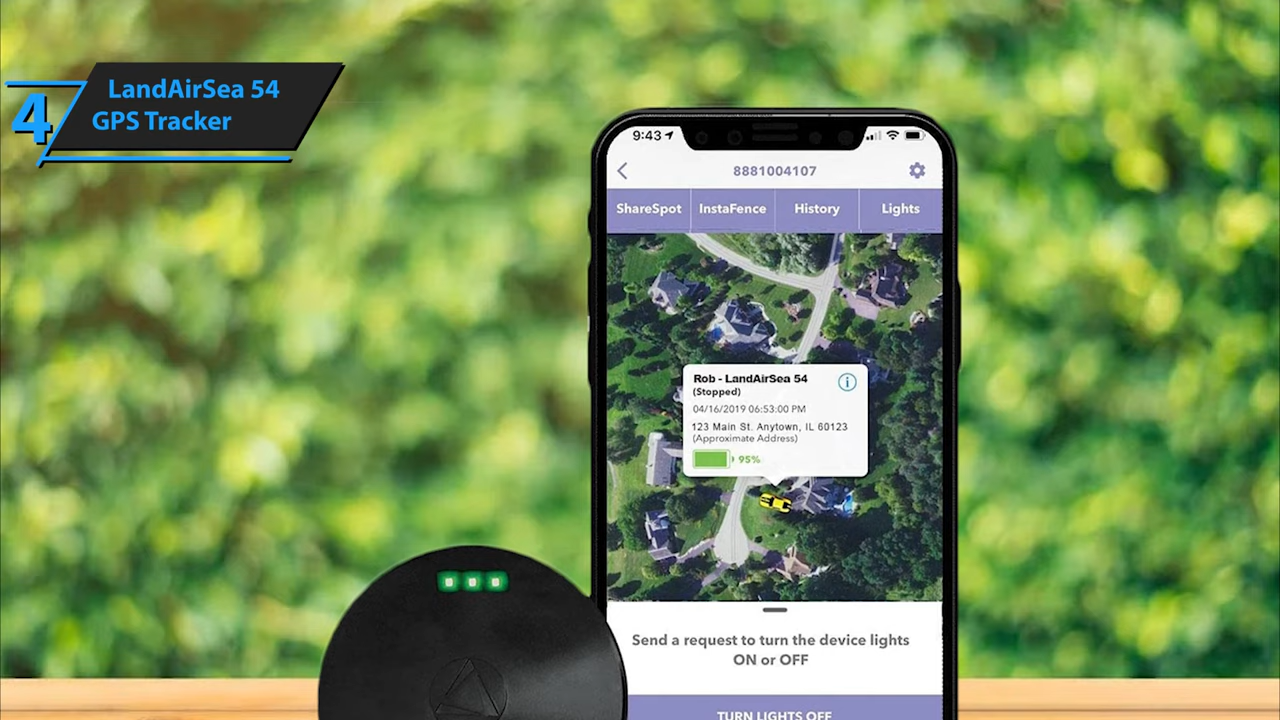 4
LandAirSea 54
GPS Tracker
9:43
8881004107
ShareSpot InstaFence History Lights
Rob - LandAirSea 54
(Stopped)
04/16/2019 06:53:00 PM
123 Main St. Anytown, IL 60123
(Approximate Address)
95%
Send a request to turn the device lights
ON or OFF
TURN LIGHTS OFF